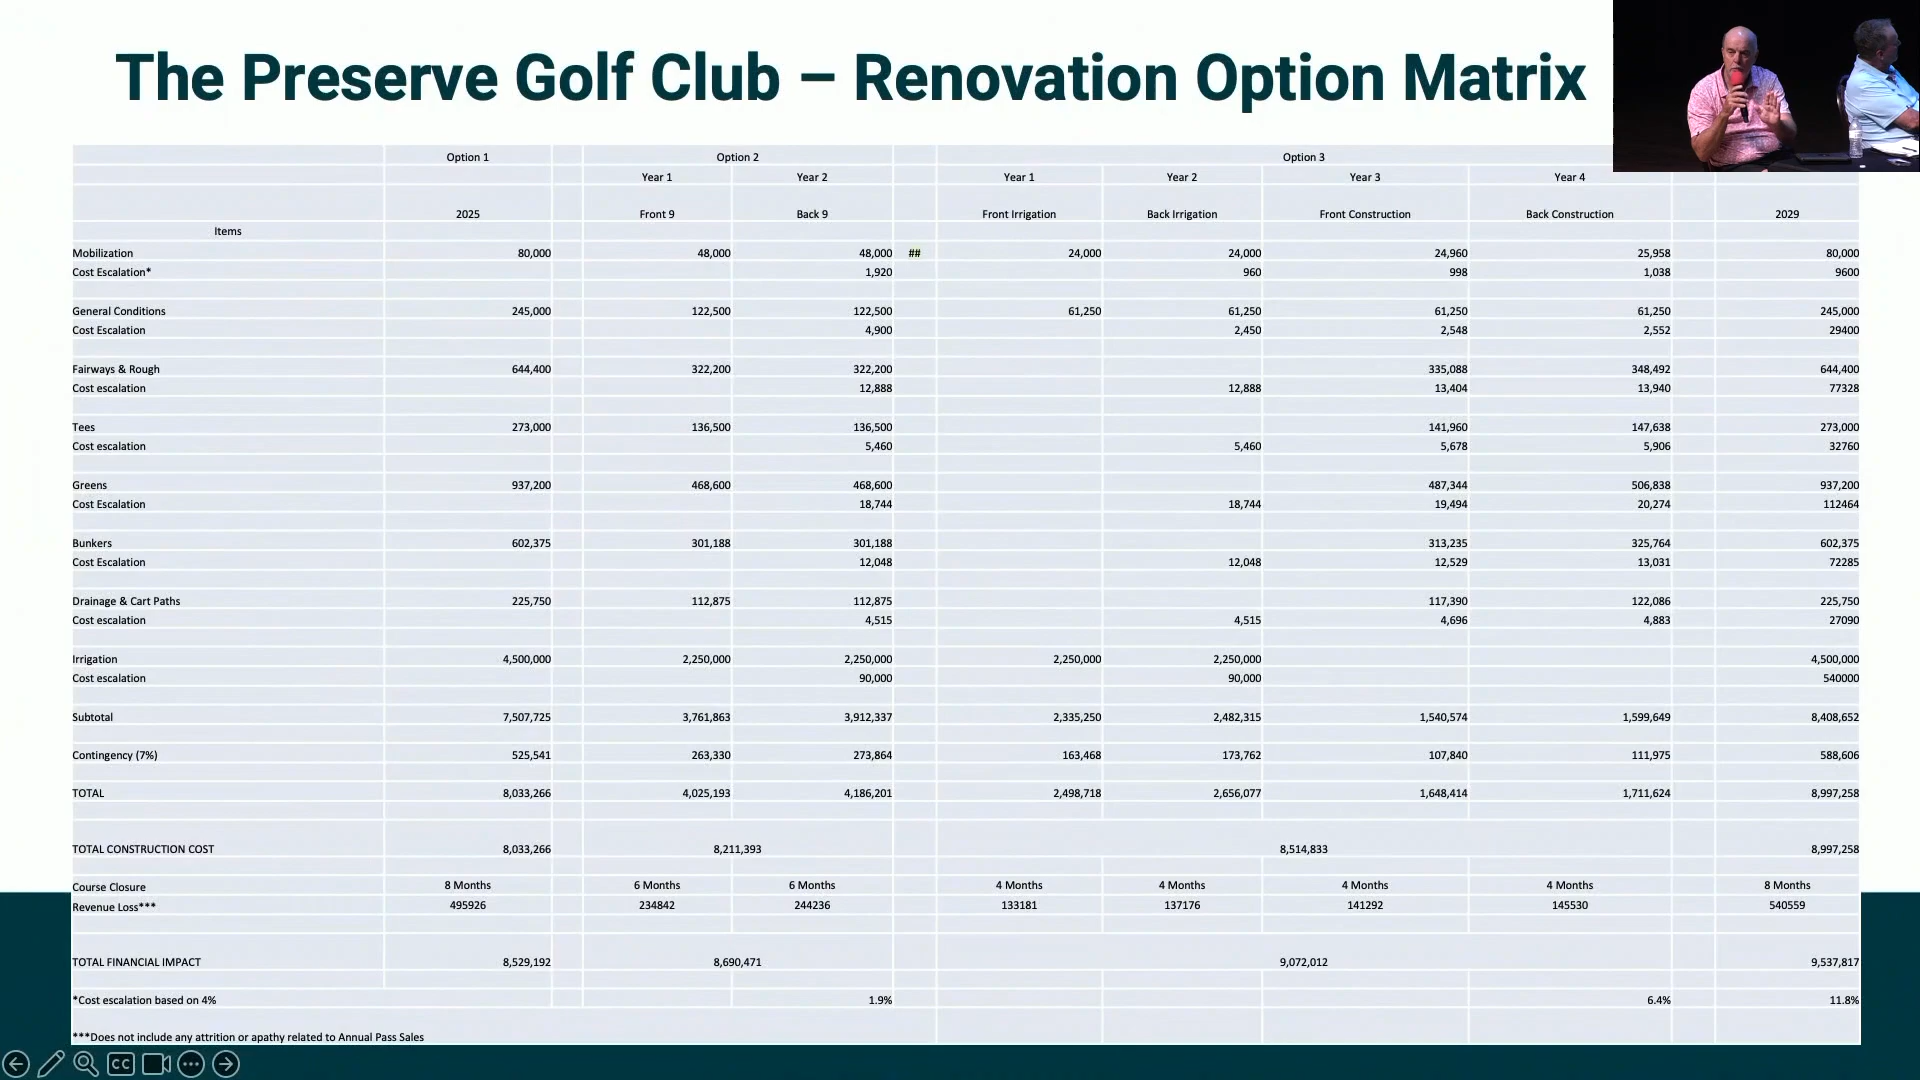 The Preserve Golf Club – Renovation Option Matrix
Option 1 Option 2 Option 3
Year 1 Year 2 Year 1 Year 2 Year 3 Year 4
2025 Front 9 Back 9 Front Irrigation Back Irrigation Front Construction Back Construction 2029
Items
Mobilization 80,000 48,000 48,000 ## 24,000 24,000 24,960 25,958 80,000
Cost Escalation* 1,920 960 998 1,038 9600
General Conditions 245,000 122,500 122,500 61,250 61,250 61,250 61,250 245,000
Cost Escalation 4,900 2,450 2,548 2,552 29400
Fairways & Rough 644,400 322,200 322,200 335,088 348,492 644,400
Cost escalation 12,888 12,888 13,404 13,940 77328
Tees 273,000 136,500 136,500 141,960 147,638 273,000
Cost escalation 5,460 5,460 5,678 5,906 32760
Greens 937,200 468,600 468,600 487,344 506,838 937,200
Cost Escalation 18,744 18,744 19,494 20,274 112464
Bunkers 602,375 301,188 301,188 313,235 325,764 602,375
Cost Escalation 12,048 12,048 12,529 13,031 72285
Drainage & Cart Paths 225,750 112,875 112,875 117,390 122,086 225,750
Cost escalation 4,515 4,515 4,696 4,883 27090
Irrigation 4,500,000 2,250,000 2,250,000 2,250,000 2,250,000 4,500,000
Cost escalation 90,000 90,000 540000
Subtotal 7,507,725 3,761,863 3,912,337 2,335,250 2,482,315 1,540,574 1,599,649 8,408,652
Contingency (7%) 525,541 263,330 273,864 163,468 173,762 107,840 111,975 588,606
TOTAL 8,033,266 4,025,193 4,186,201 2,498,718 2,656,077 1,648,414 1,711,624 8,997,258
TOTAL CONSTRUCTION COST 8,033,266 8,211,393 8,514,833 8,997,258
Course Closure 8 Months 6 Months 6 Months 4 Months 4 Months 4 Months 4 Months 8 Months
Revenue Loss*** 495926 234842 244236 133181 137176 141292 145530 540559
TOTAL FINANCIAL IMPACT 8,529,192 8,690,471 9,072,012 9,537,817
*Cost escalation based on 4% 1.9% 6.4% 11.8%
***Does not include any attrition or apathy related to Annual Pass Sales
CC